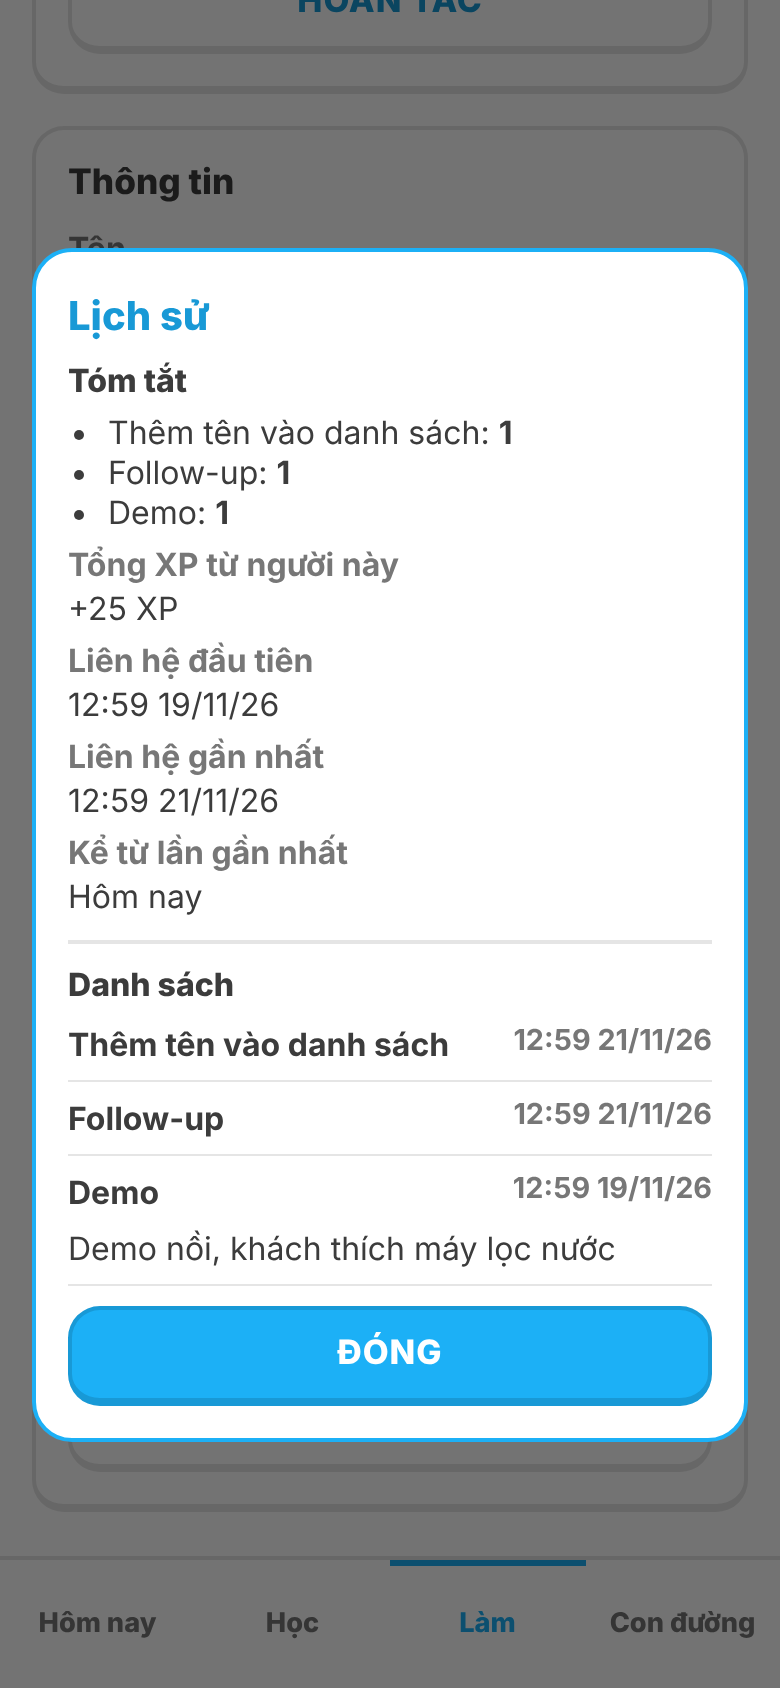 HOÀN TÁC
Thông tin
Tên
Lịch sử
Tóm tắt
• Thêm tên vào danh sách: 1
• Follow-up: 1
• Demo: 1
Tổng XP từ người này
+25 XP
Liên hệ đầu tiên
12:59 19/11/26
Liên hệ gần nhất
12:59 21/11/26
Kể từ lần gần nhất
Hôm nay
Danh sách
Thêm tên vào danh sách 12:59 21/11/26
Follow-up 12:59 21/11/26
Demo 12:59 19/11/26
Demo nồi, khách thích máy lọc nước
ĐÓNG
Hôm nay Học Làm Con đường